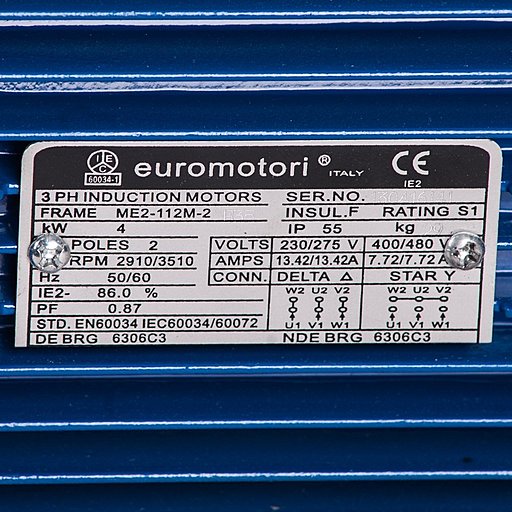 IEC
60034-1
euromotori® ITALY
CE
IE2
3 PH INDUCTION MOTORS SER.NO.
FRAME ME2-112M-2 INSUL.F RATING S1
kW 4 IP 55 kg
POLES 2 VOLTS 230/275 V 400/480 V
RPM 2910/3510 AMPS 13.42/13.42A 7.72/7.72A
Hz 50/60 CONN. DELTA △ STAR Y
IE2- 86.0 % W2 U2 V2 W2 U2 V2
PF 0.87
STD. EN60034 IEC60034/60072 U1 V1 W1 U1 V1 W1
DE BRG 6306C3 NDE BRG 6306C3